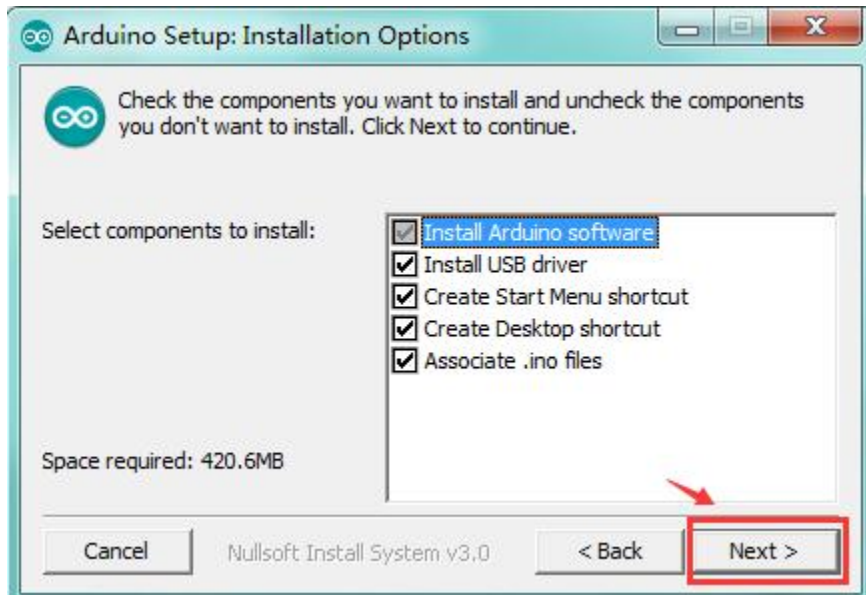 Arduino Setup: Installation Options
Check the components you want to install and uncheck the components
you don't want to install. Click Next to continue.
Select components to install:
Install Arduino software
Install USB driver
Create Start Menu shortcut
Create Desktop shortcut
Associate .ino files
Space required: 420.6MB
Cancel
Nullsoft Install System v3.0
< Back
Next >